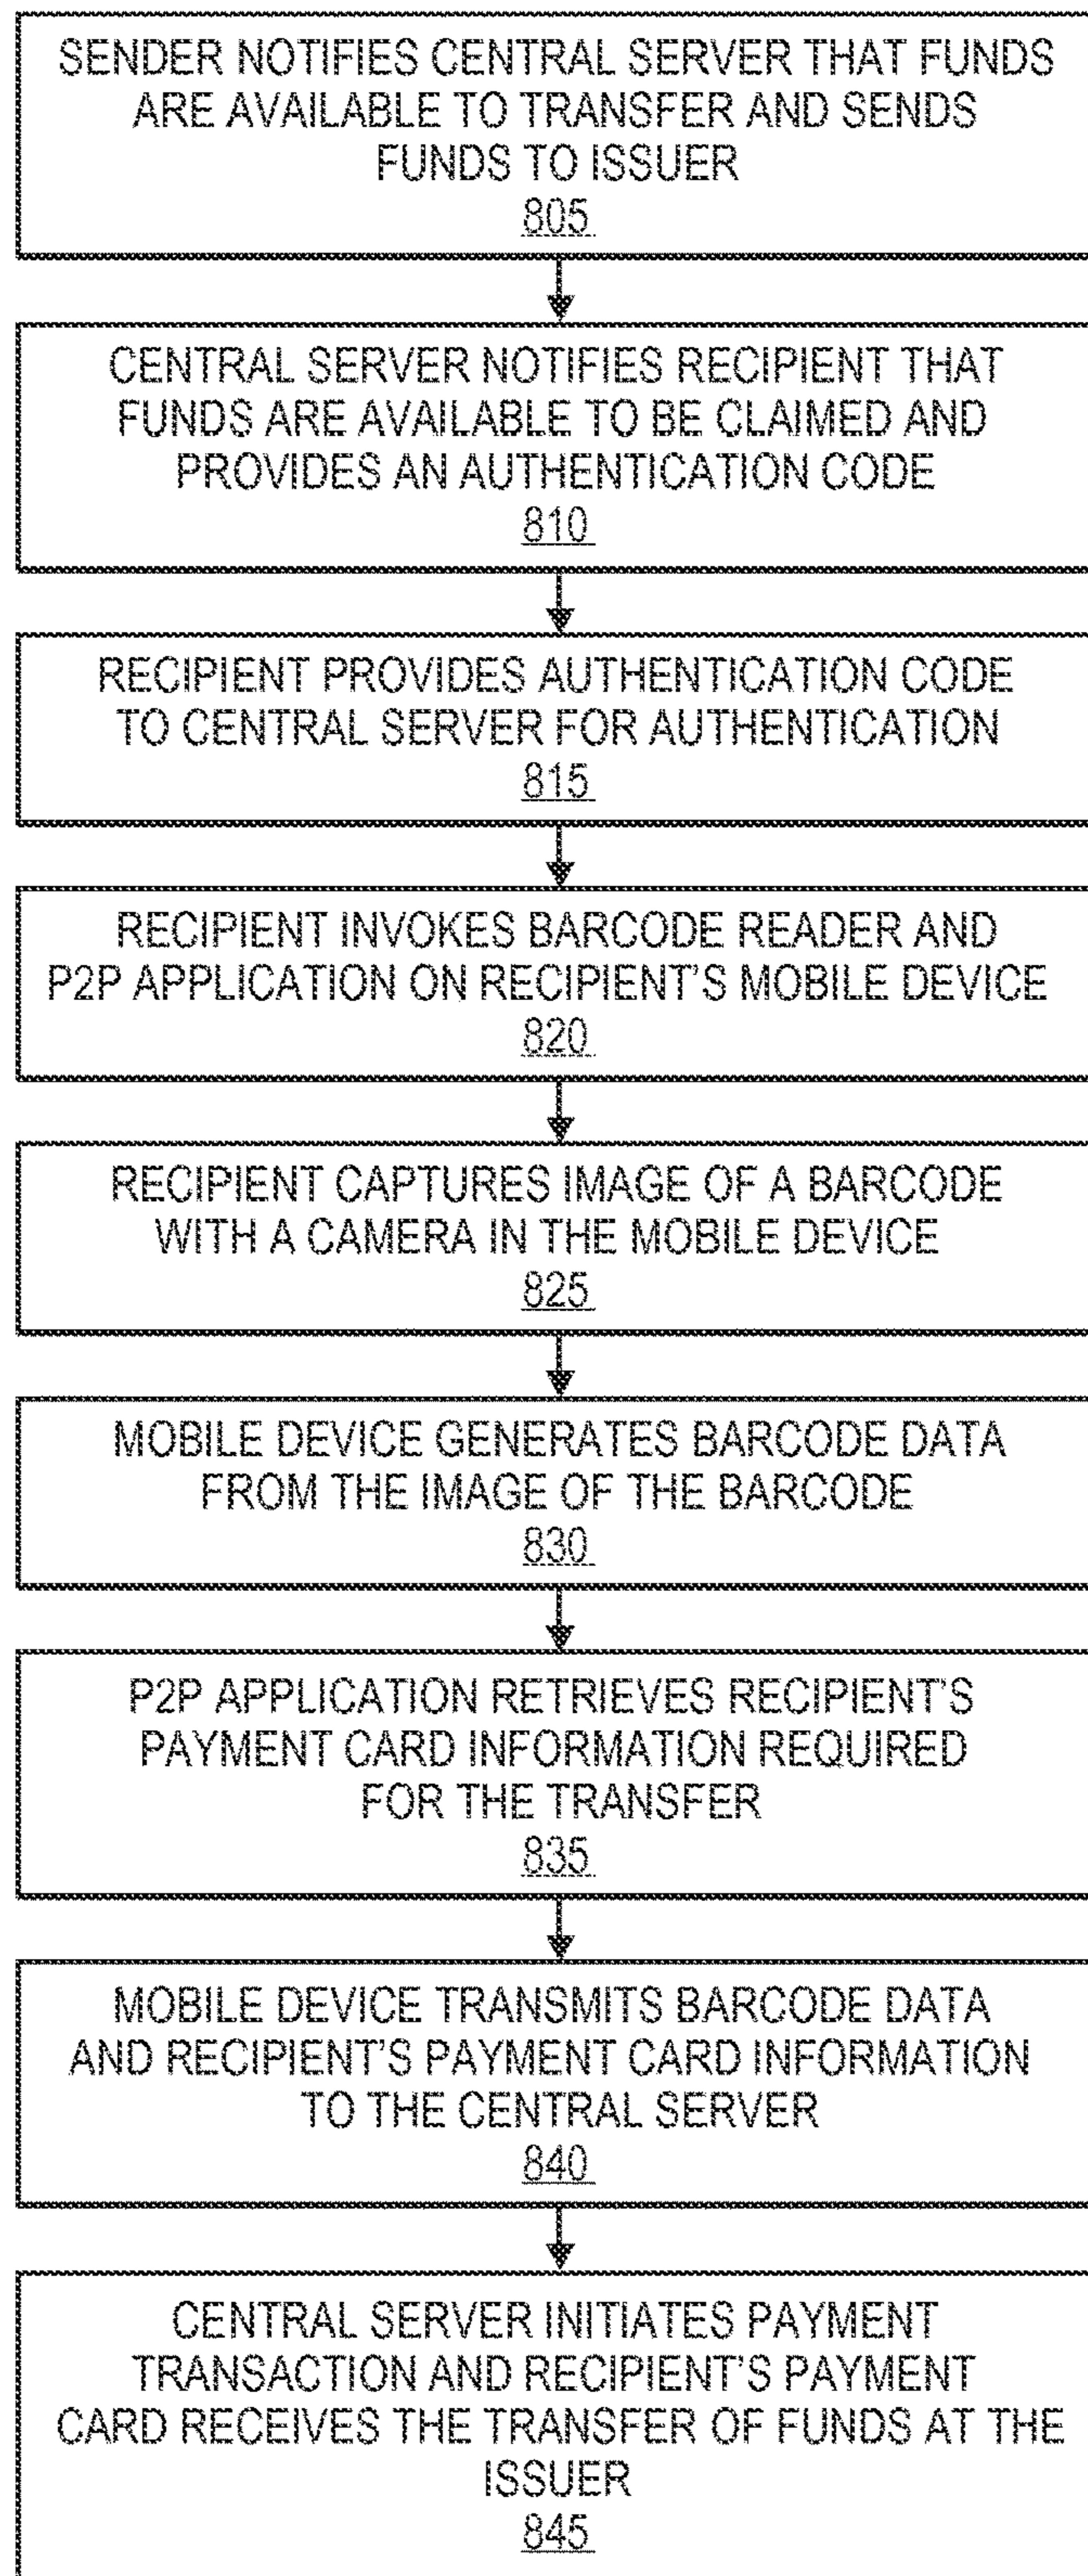 SENDER NOTIFIES CENTRAL SERVER THAT FUNDS
ARE AVAILABLE TO TRANSFER AND SENDS
FUNDS TO ISSUER
805
CENTRAL SERVER NOTIFIES RECIPIENT THAT
FUNDS ARE AVAILABLE TO BE CLAIMED AND
PROVIDES AN AUTHENTICATION CODE
810
RECIPIENT PROVIDES AUTHENTICATION CODE
TO CENTRAL SERVER FOR AUTHENTICATION
815
RECIPIENT INVOKES BARCODE READER AND
P2P APPLICATION ON RECIPIENT'S MOBILE DEVICE
820
RECIPIENT CAPTURES IMAGE OF A BARCODE
WITH A CAMERA IN THE MOBILE DEVICE
825
MOBILE DEVICE GENERATES BARCODE DATA
FROM THE IMAGE OF THE BARCODE
830
P2P APPLICATION RETRIEVES RECIPIENT'S
PAYMENT CARD INFORMATION REQUIRED
FOR THE TRANSFER
835
MOBILE DEVICE TRANSMITS BARCODE DATA
AND RECIPIENT'S PAYMENT CARD INFORMATION
TO THE CENTRAL SERVER
840
CENTRAL SERVER INITIATES PAYMENT
TRANSACTION AND RECIPIENT'S PAYMENT
CARD RECEIVES THE TRANSFER OF FUNDS AT THE
ISSUER
845